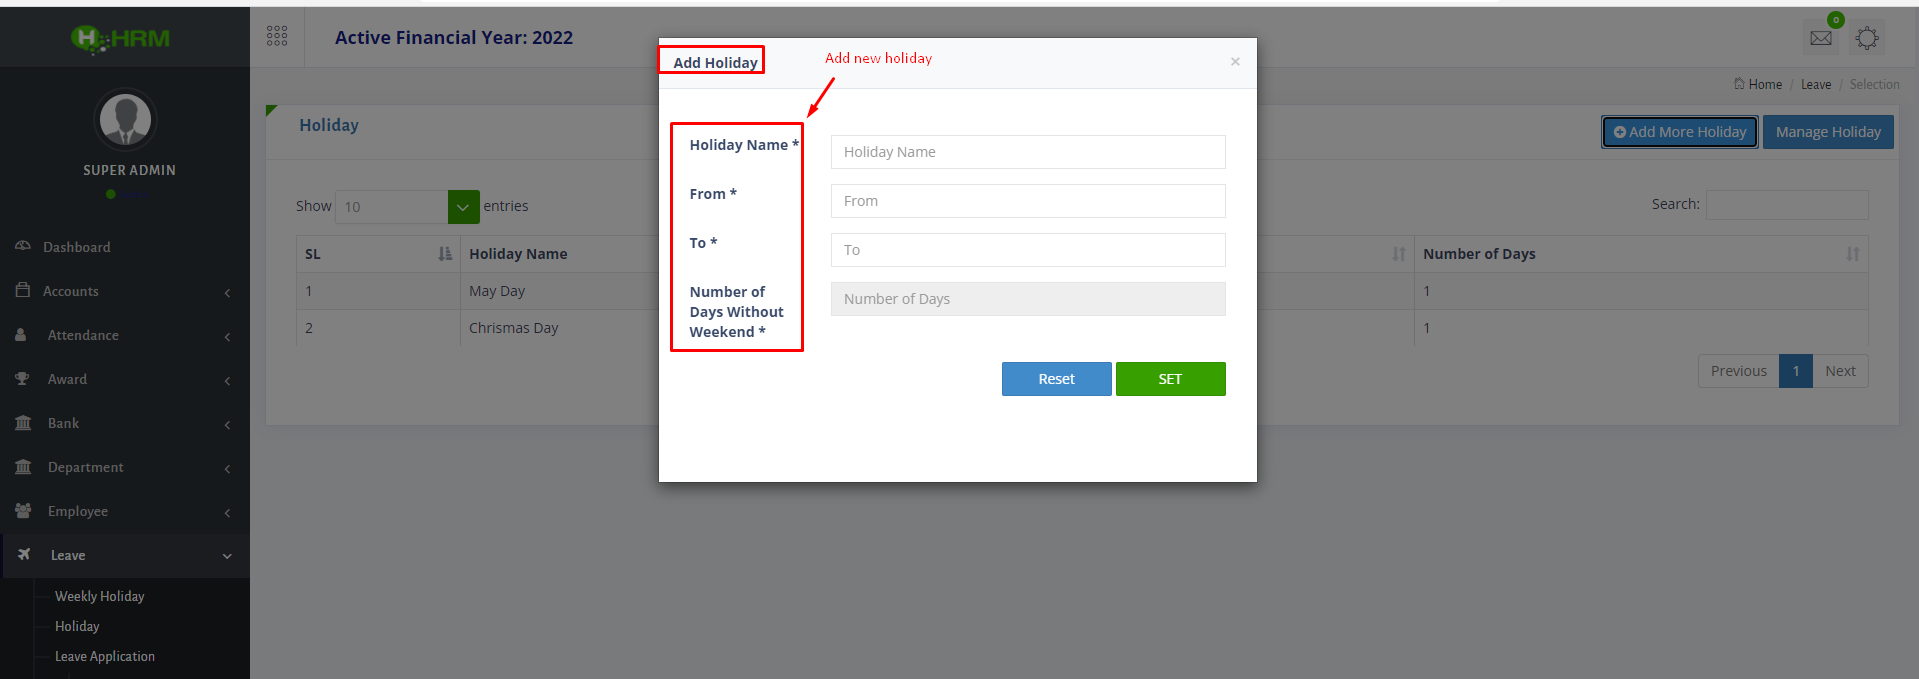 HRM
Active Financial Year: 2022
0
Home / Leave / Selection
SUPER ADMIN
Dashboard
Accounts
Attendance
Award
Bank
Department
Employee
Leave
Weekly Holiday
Holiday
Leave Application
Holiday
Add More Holiday
Manage Holiday
Show 10 entries
Search:
SL
Holiday Name
Number of Days
1
May Day
1
2
Chrismas Day
1
Previous 1 Next
Add Holiday
Add new holiday
×
Holiday Name *
Holiday Name
From *
From
To *
To
Number of
Days Without
Weekend *
Number of Days
Reset
SET